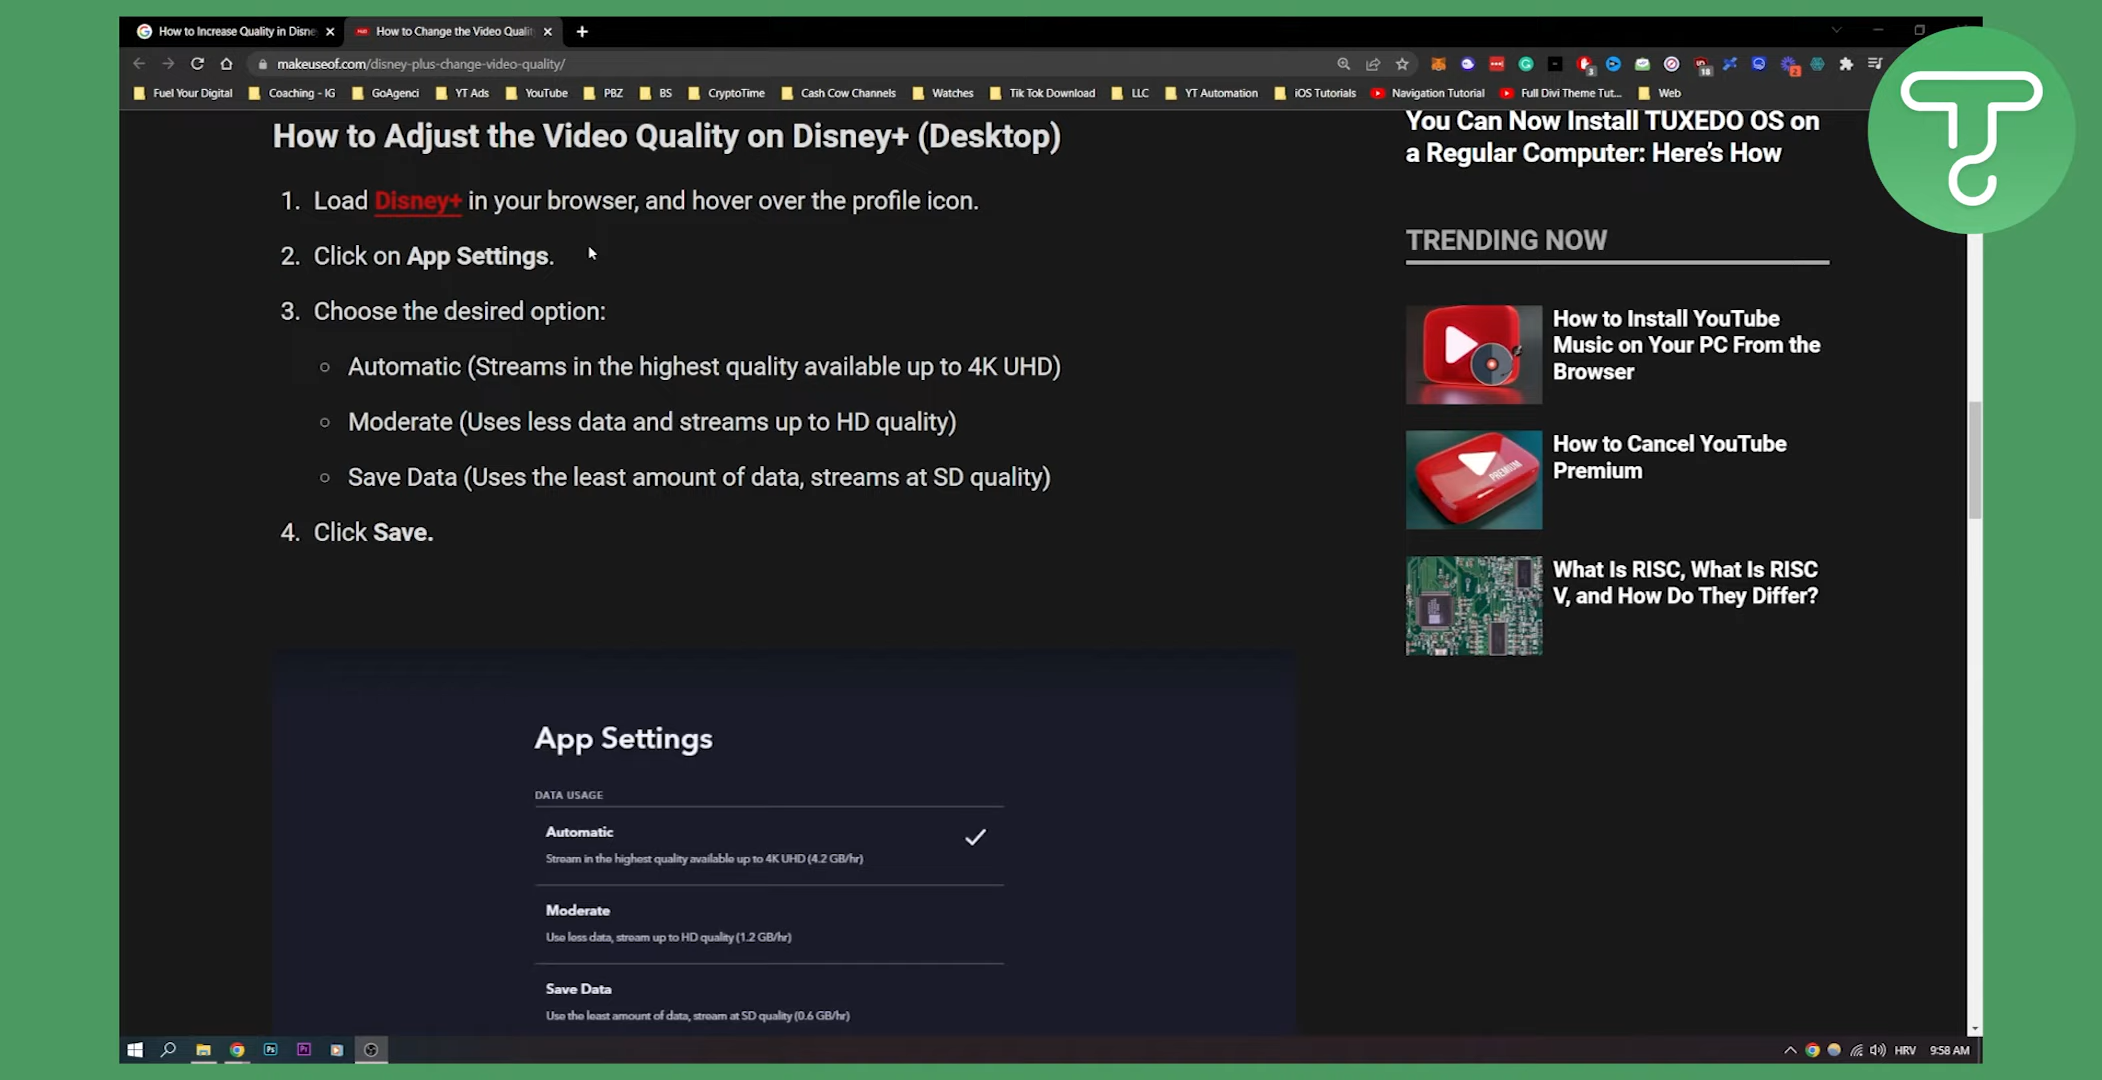 How to Increase Quality in Disne
How to Change the Video Qualit
makeuseof.com/disney-plus-change-video-quality/
Fuel Your Digital
Coaching - IG
GoAgenci
YT Ads
YouTube
PBZ
BS
CryptoTime
Cash Cow Channels
Watches
Tik Tok Download
LLC
YT Automation
iOS Tutorials
Navigation Tutorial
Full Divi Theme Tut...
Web
How to Adjust the Video Quality on Disney+ (Desktop)
1. Load Disney+ in your browser, and hover over the profile icon.
2. Click on App Settings.
3. Choose the desired option:
Automatic (Streams in the highest quality available up to 4K UHD)
Moderate (Uses less data and streams up to HD quality)
Save Data (Uses the least amount of data, streams at SD quality)
4. Click Save.
App Settings
DATA USAGE
Automatic
Stream in the highest quality available up to 4K UHD (4.2 GB/hr)
Moderate
Use less data, stream up to HD quality (1.2 GB/hr)
Save Data
Use the least amount of data, stream at SD quality (0.6 GB/hr)
You Can Now Install TUXEDO OS on
a Regular Computer: Here's How
TRENDING NOW
How to Install YouTube
Music on Your PC From the
Browser
PREMIUM
How to Cancel YouTube
Premium
What Is RISC, What Is RISC
V, and How Do They Differ?
Ps
Pr
HRV
9:58 AM